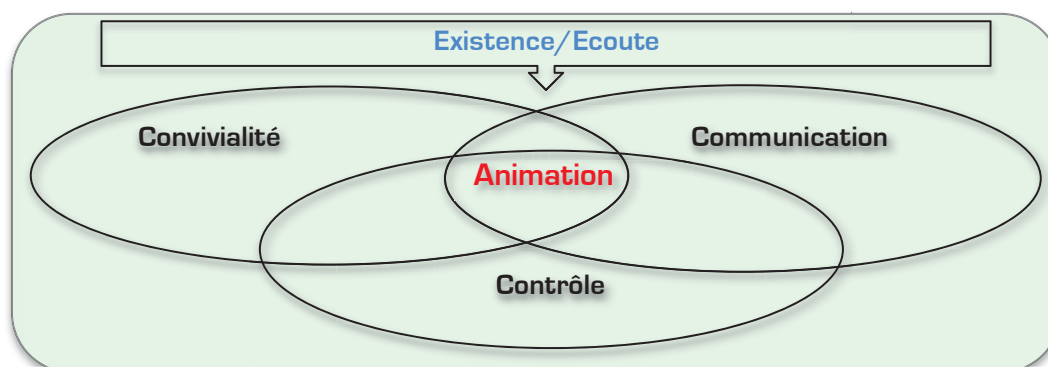 Existence/Ecoute
Convivialité
Communication
Animation
Contrôle